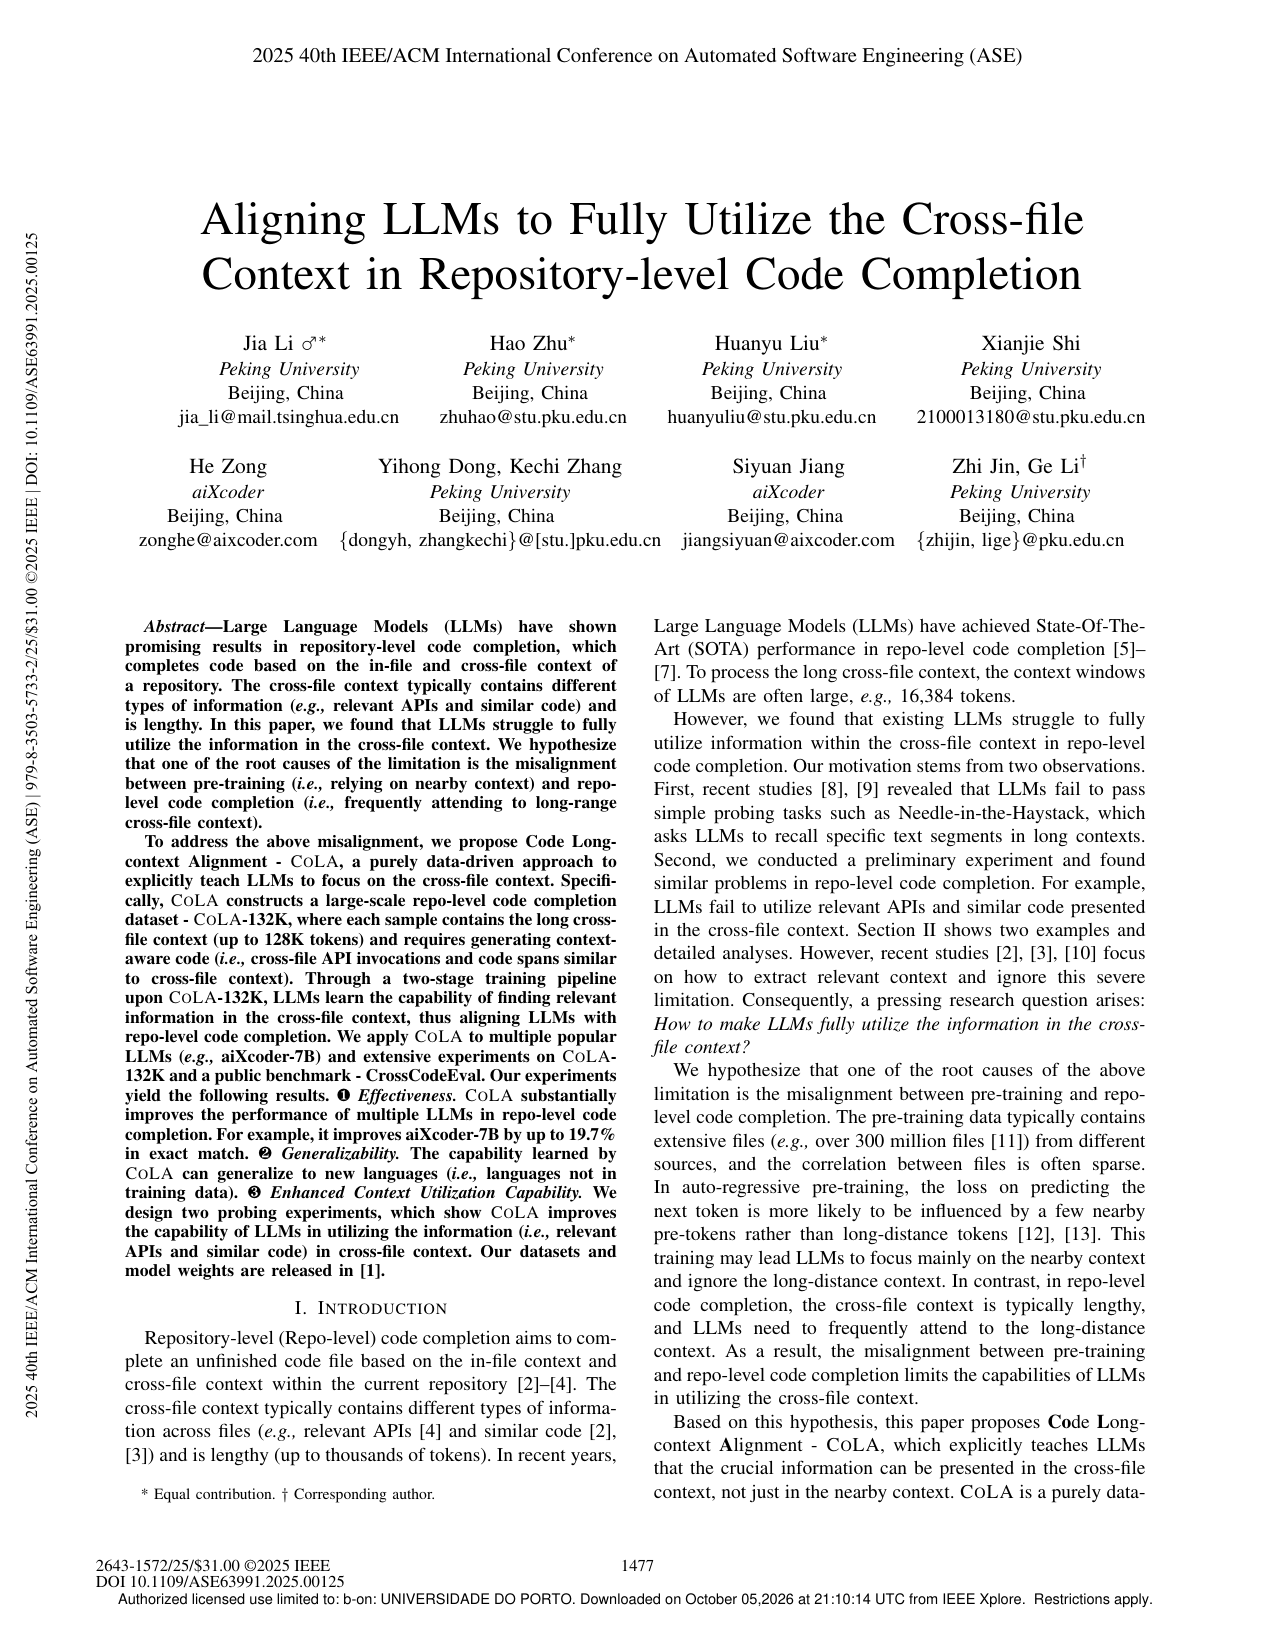 2025 40th IEEE/ACM International Conference on Automated Software Engineering (ASE)
2025 40th IEEE/ACM International Conference on Automated Software Engineering (ASE) | 979-8-3503-5733-2/25/$31.00 ©2025 IEEE | DOI: 10.1109/ASE63991.2025.00125
Aligning LLMs to Fully Utilize the Cross-file
Context in Repository-level Code Completion
Jia Li ♂*
Peking University
Beijing, China
jia_li@mail.tsinghua.edu.cn
Hao Zhu*
Peking University
Beijing, China
zhuhao@stu.pku.edu.cn
Huanyu Liu*
Peking University
Beijing, China
huanyuliu@stu.pku.edu.cn
Xianjie Shi
Peking University
Beijing, China
2100013180@stu.pku.edu.cn
He Zong
aiXcoder
Beijing, China
zonghe@aixcoder.com
Yihong Dong, Kechi Zhang
Peking University
Beijing, China
{dongyh, zhangkechi}@[stu.]pku.edu.cn
Siyuan Jiang
aiXcoder
Beijing, China
jiangsiyuan@aixcoder.com
Zhi Jin, Ge Li†
Peking University
Beijing, China
{zhijin, lige}@pku.edu.cn
Abstract—Large Language Models (LLMs) have shown
promising results in repository-level code completion, which
completes code based on the in-file and cross-file context of
a repository. The cross-file context typically contains different
types of information (e.g., relevant APIs and similar code) and
is lengthy. In this paper, we found that LLMs struggle to fully
utilize the information in the cross-file context. We hypothesize
that one of the root causes of the limitation is the misalignment
between pre-training (i.e., relying on nearby context) and repo-
level code completion (i.e., frequently attending to long-range
cross-file context).
To address the above misalignment, we propose Code Long-
context Alignment - COLA, a purely data-driven approach to
explicitly teach LLMs to focus on the cross-file context. Specifi-
cally, COLA constructs a large-scale repo-level code completion
dataset - COLA-132K, where each sample contains the long cross-
file context (up to 128K tokens) and requires generating context-
aware code (i.e., cross-file API invocations and code spans similar
to cross-file context). Through a two-stage training pipeline
upon COLA-132K, LLMs learn the capability of finding relevant
information in the cross-file context, thus aligning LLMs with
repo-level code completion. We apply COLA to multiple popular
LLMs (e.g., aiXcoder-7B) and extensive experiments on COLA-
132K and a public benchmark - CrossCodeEval. Our experiments
yield the following results. ❶ Effectiveness. COLA substantially
improves the performance of multiple LLMs in repo-level code
completion. For example, it improves aiXcoder-7B by up to 19.7%
in exact match. ❷ Generalizability. The capability learned by
COLA can generalize to new languages (i.e., languages not in
training data). ❸ Enhanced Context Utilization Capability. We
design two probing experiments, which show COLA improves
the capability of LLMs in utilizing the information (i.e., relevant
APIs and similar code) in cross-file context. Our datasets and
model weights are released in [1].
I. INTRODUCTION
Repository-level (Repo-level) code completion aims to com-
plete an unfinished code file based on the in-file context and
cross-file context within the current repository [2]–[4]. The
cross-file context typically contains different types of informa-
tion across files (e.g., relevant APIs [4] and similar code [2],
[3]) and is lengthy (up to thousands of tokens). In recent years,
* Equal contribution. † Corresponding author.
Large Language Models (LLMs) have achieved State-Of-The-
Art (SOTA) performance in repo-level code completion [5]–
[7]. To process the long cross-file context, the context windows
of LLMs are often large, e.g., 16,384 tokens.
However, we found that existing LLMs struggle to fully
utilize information within the cross-file context in repo-level
code completion. Our motivation stems from two observations.
First, recent studies [8], [9] revealed that LLMs fail to pass
simple probing tasks such as Needle-in-the-Haystack, which
asks LLMs to recall specific text segments in long contexts.
Second, we conducted a preliminary experiment and found
similar problems in repo-level code completion. For example,
LLMs fail to utilize relevant APIs and similar code presented
in the cross-file context. Section II shows two examples and
detailed analyses. However, recent studies [2], [3], [10] focus
on how to extract relevant context and ignore this severe
limitation. Consequently, a pressing research question arises:
How to make LLMs fully utilize the information in the cross-
file context?
We hypothesize that one of the root causes of the above
limitation is the misalignment between pre-training and repo-
level code completion. The pre-training data typically contains
extensive files (e.g., over 300 million files [11]) from different
sources, and the correlation between files is often sparse.
In auto-regressive pre-training, the loss on predicting the
next token is more likely to be influenced by a few nearby
pre-tokens rather than long-distance tokens [12], [13]. This
training may lead LLMs to focus mainly on the nearby context
and ignore the long-distance context. In contrast, in repo-level
code completion, the cross-file context is typically lengthy,
and LLMs need to frequently attend to the long-distance
context. As a result, the misalignment between pre-training
and repo-level code completion limits the capabilities of LLMs
in utilizing the cross-file context.
Based on this hypothesis, this paper proposes Code Long-
context Alignment - COLA, which explicitly teaches LLMs
that the crucial information can be presented in the cross-file
context, not just in the nearby context. COLA is a purely data-
2643-1572/25/$31.00 ©2025 IEEE
DOI 10.1109/ASE63991.2025.00125
1477
Authorized licensed use limited to: b-on: UNIVERSIDADE DO PORTO. Downloaded on October 05,2026 at 21:10:14 UTC from IEEE Xplore. Restrictions apply.